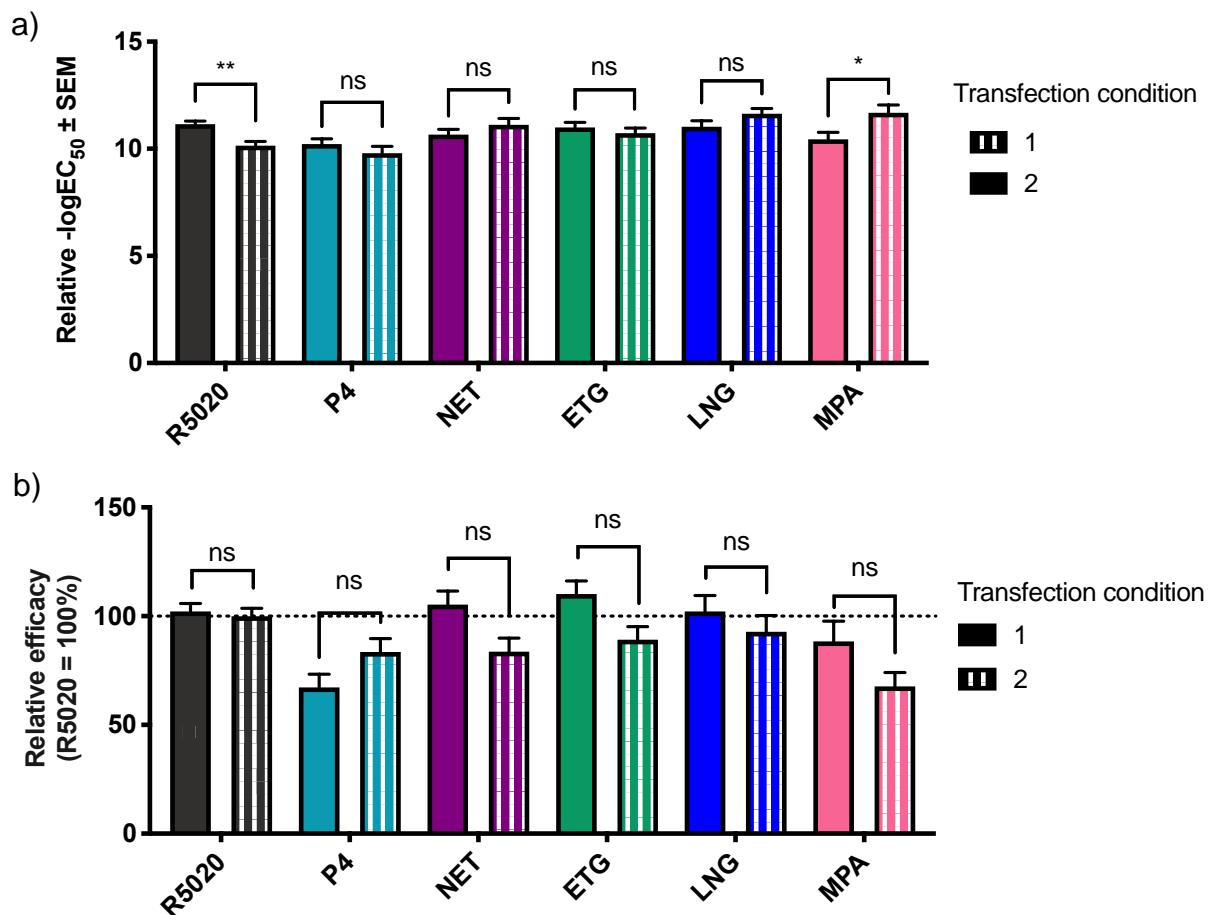 a)
Relative -logEC50 ± SEM
15
10
5
0
**
ns
ns
ns
ns
*
R5020
P4
NET
ETG
LNG
MPA
Transfection condition
1
2
b)
Relative efficacy
(R5020 = 100%)
150
100
50
0
ns
ns
ns
ns
ns
ns
R5020
P4
NET
ETG
LNG
MPA
Transfection condition
1
2